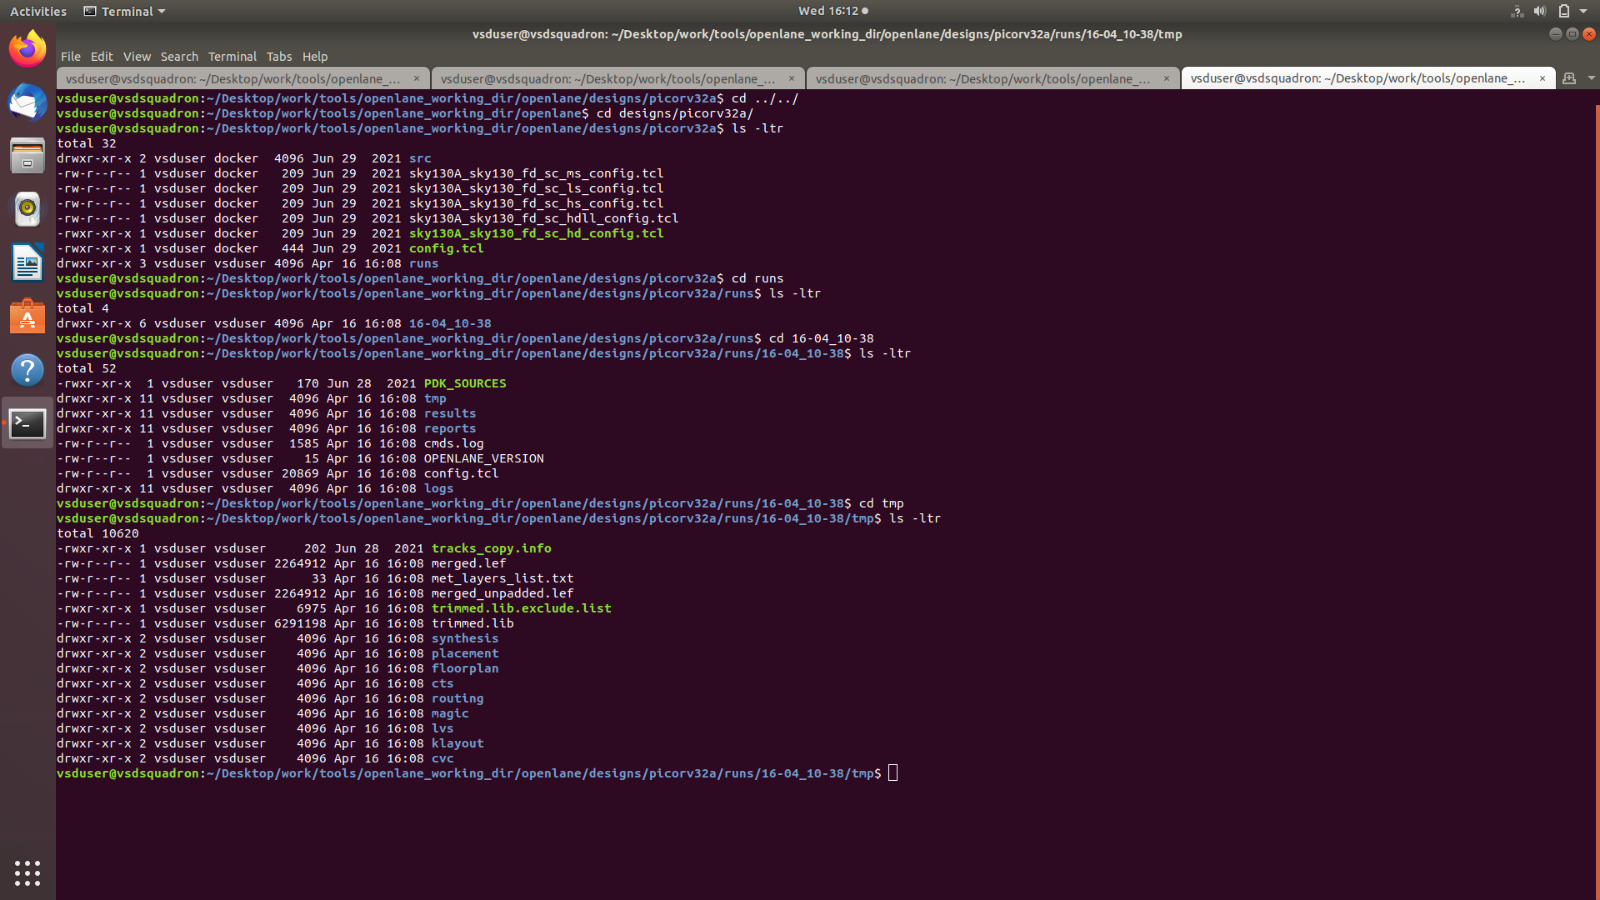 Activities Terminal Wed 16:12
vsduser@vsdsquadron: ~/Desktop/work/tools/openlane_working_dir/openlane/designs/picorv32a/runs/16-04_10-38/tmp
File Edit View Search Terminal Tabs Help
vsduser@vsdsquadron: ~/Desktop/work/tools/openlane_... × vsduser@vsdsquadron: ~/Desktop/work/tools/openlane_... × vsduser@vsdsquadron: ~/Desktop/work/tools/openlane_... × vsduser@vsdsquadron: ~/Desktop/work/tools/openlane_... ×
vsduser@vsdsquadron:~/Desktop/work/tools/openlane_working_dir/openlane/designs/picorv32a$ cd ../../
vsduser@vsdsquadron:~/Desktop/work/tools/openlane_working_dir/openlane$ cd designs/picorv32a/
vsduser@vsdsquadron:~/Desktop/work/tools/openlane_working_dir/openlane/designs/picorv32a$ ls -ltr
total 32
drwxr-xr-x 2 vsduser docker  4096 Jun 29  2021 src
-rw-r--r-- 1 vsduser docker   209 Jun 29  2021 sky130A_sky130_fd_sc_ms_config.tcl
-rw-r--r-- 1 vsduser docker   209 Jun 29  2021 sky130A_sky130_fd_sc_ls_config.tcl
-rw-r--r-- 1 vsduser docker   209 Jun 29  2021 sky130A_sky130_fd_sc_hs_config.tcl
-rw-r--r-- 1 vsduser docker   209 Jun 29  2021 sky130A_sky130_fd_sc_hdll_config.tcl
-rwxr-xr-x 1 vsduser docker   209 Jun 29  2021 sky130A_sky130_fd_sc_hd_config.tcl
-rwxr-xr-x 1 vsduser docker   444 Jun 29  2021 config.tcl
drwxr-xr-x 3 vsduser vsduser 4096 Apr 16 16:08 runs
vsduser@vsdsquadron:~/Desktop/work/tools/openlane_working_dir/openlane/designs/picorv32a$ cd runs
vsduser@vsdsquadron:~/Desktop/work/tools/openlane_working_dir/openlane/designs/picorv32a/runs$ ls -ltr
total 4
drwxr-xr-x 6 vsduser vsduser 4096 Apr 16 16:08 16-04_10-38
vsduser@vsdsquadron:~/Desktop/work/tools/openlane_working_dir/openlane/designs/picorv32a/runs$ cd 16-04_10-38
vsduser@vsdsquadron:~/Desktop/work/tools/openlane_working_dir/openlane/designs/picorv32a/runs/16-04_10-38$ ls -ltr
total 52
-rwxr-xr-x  1 vsduser vsduser   170 Jun 28  2021 PDK_SOURCES
drwxr-xr-x 11 vsduser vsduser  4096 Apr 16 16:08 tmp
drwxr-xr-x 11 vsduser vsduser  4096 Apr 16 16:08 results
drwxr-xr-x 11 vsduser vsduser  4096 Apr 16 16:08 reports
-rw-r--r--  1 vsduser vsduser  1585 Apr 16 16:08 cmds.log
-rw-r--r--  1 vsduser vsduser    15 Apr 16 16:08 OPENLANE_VERSION
-rw-r--r--  1 vsduser vsduser 20869 Apr 16 16:08 config.tcl
drwxr-xr-x 11 vsduser vsduser  4096 Apr 16 16:08 logs
vsduser@vsdsquadron:~/Desktop/work/tools/openlane_working_dir/openlane/designs/picorv32a/runs/16-04_10-38$ cd tmp
vsduser@vsdsquadron:~/Desktop/work/tools/openlane_working_dir/openlane/designs/picorv32a/runs/16-04_10-38/tmp$ ls -ltr
total 10620
-rwxr-xr-x 1 vsduser vsduser     202 Jun 28  2021 tracks_copy.info
-rw-r--r-- 1 vsduser vsduser 2264912 Apr 16 16:08 merged.lef
-rw-r--r-- 1 vsduser vsduser      33 Apr 16 16:08 met_layers_list.txt
-rw-r--r-- 1 vsduser vsduser 2264912 Apr 16 16:08 merged_unpadded.lef
-rwxr-xr-x 1 vsduser vsduser    6975 Apr 16 16:08 trimmed.lib.exclude.list
-rw-r--r-- 1 vsduser vsduser 6291198 Apr 16 16:08 trimmed.lib
drwxr-xr-x 2 vsduser vsduser    4096 Apr 16 16:08 synthesis
drwxr-xr-x 2 vsduser vsduser    4096 Apr 16 16:08 placement
drwxr-xr-x 2 vsduser vsduser    4096 Apr 16 16:08 floorplan
drwxr-xr-x 2 vsduser vsduser    4096 Apr 16 16:08 cts
drwxr-xr-x 2 vsduser vsduser    4096 Apr 16 16:08 routing
drwxr-xr-x 2 vsduser vsduser    4096 Apr 16 16:08 magic
drwxr-xr-x 2 vsduser vsduser    4096 Apr 16 16:08 lvs
drwxr-xr-x 2 vsduser vsduser    4096 Apr 16 16:08 klayout
drwxr-xr-x 2 vsduser vsduser    4096 Apr 16 16:08 cvc
vsduser@vsdsquadron:~/Desktop/work/tools/openlane_working_dir/openlane/designs/picorv32a/runs/16-04_10-38/tmp$